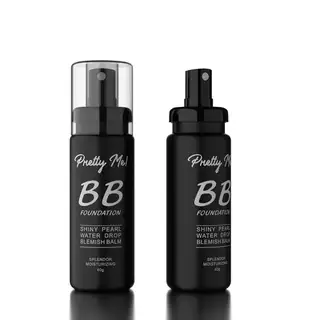 Pretty Me!
BB
FOUNDATION
SHINY PEARL
WATER DROP
BLEMISH BALM
SPLENDOR
MOISTURIZING
Pretty Me!
BB
FOUNDATION
SHINY PEARL
WATER DROP
BLEMISH BALM
SPLENDOR
MOISTURIZING